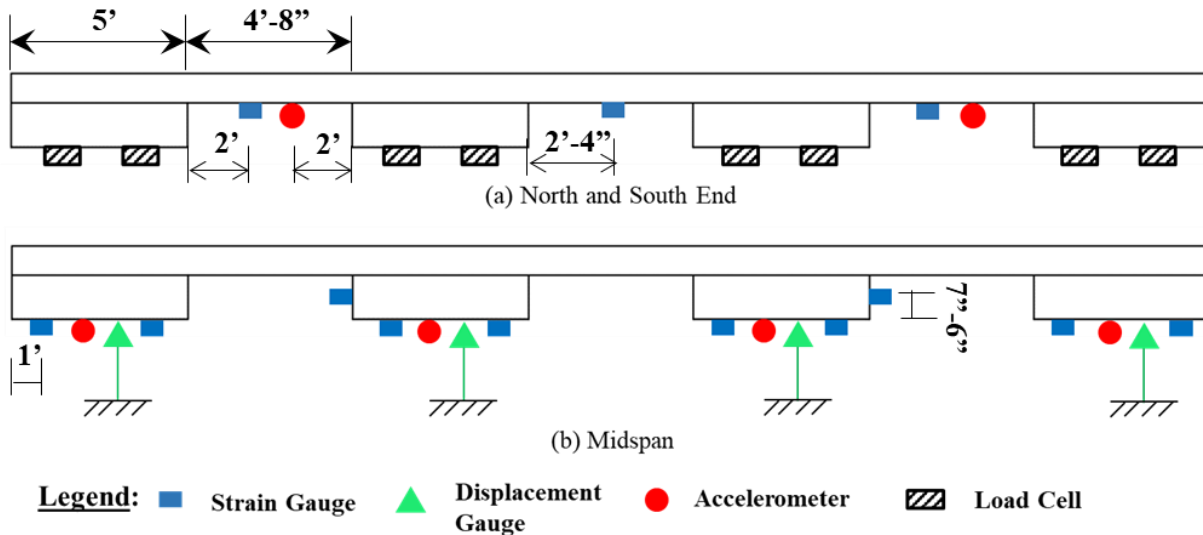 5’ 4’-8”
2’ 2’ 2’-4”
(a) North and South End
7”-6”
1’
(b) Midspan
Legend: Strain Gauge Displacement Gauge Accelerometer Load Cell